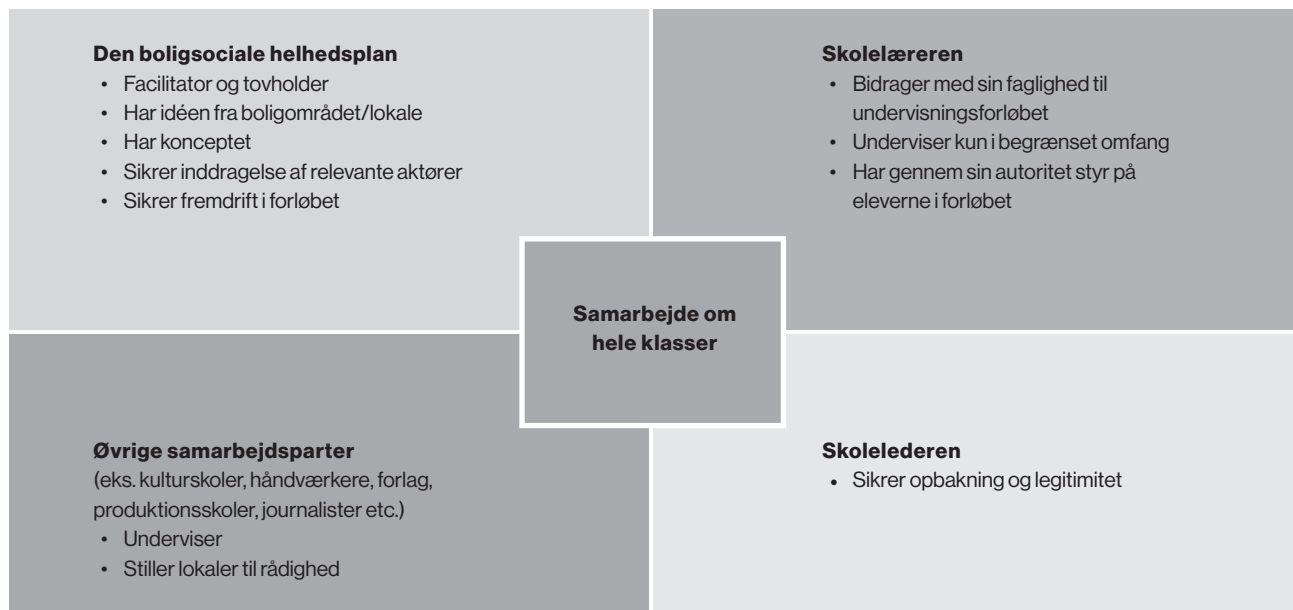 Den boligsociale helhedsplan
• Facilitator og tovholder
• Har idéen fra boligområdet/lokale
• Har konceptet
• Sikrer inddragelse af relevante aktører
• Sikrer fremdrift i forløbet
Skolelæreren
• Bidrager med sin faglighed til
undervisningsforløbet
• Underviser kun i begrænset omfang
• Har gennem sin autoritet styr på
eleverne i forløbet
Samarbejde om
hele klasser
Øvrige samarbejdsparter
(eks. kulturskoler, håndværkere, forlag,
produktionsskoler, journalister etc.)
• Underviser
• Stiller lokaler til rådighed
Skolelederen
• Sikrer opbakning og legitimitet